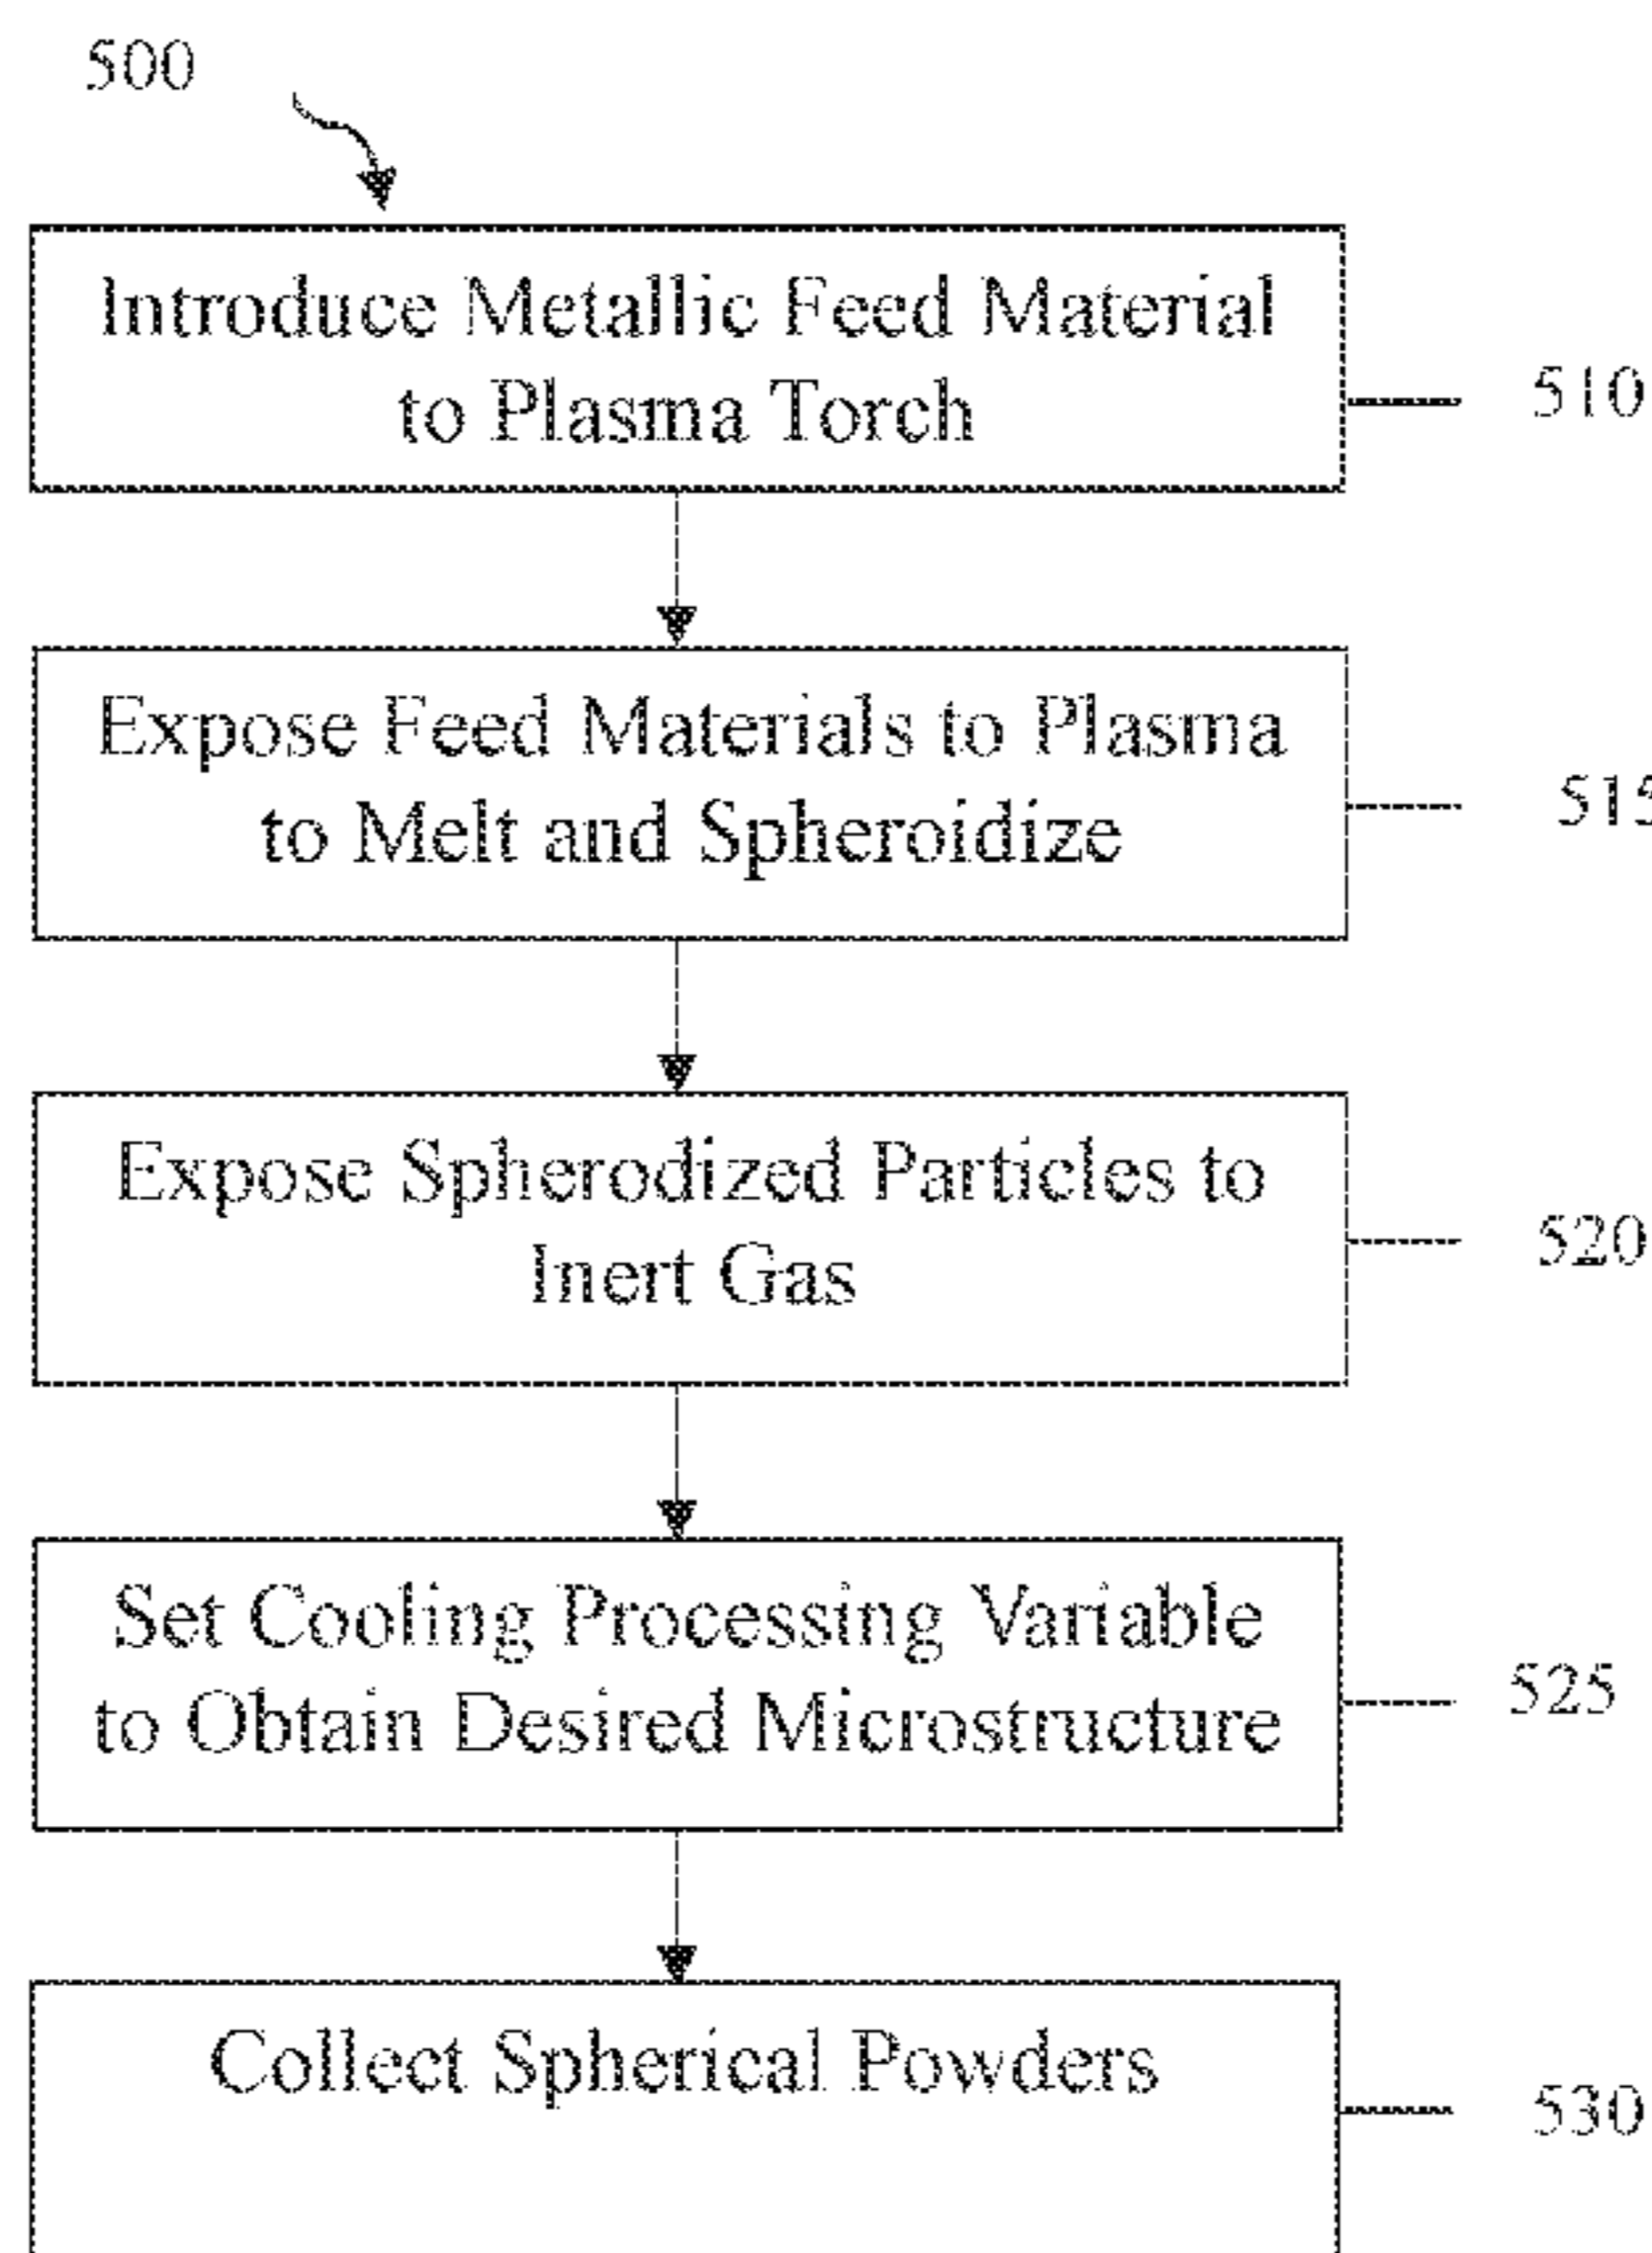 500
Introduce Metallic Feed Material
to Plasma Torch
510
Expose Feed Materials to Plasma
to Melt and Spheroidize
515
Expose Spherodized Particles to
Inert Gas
520
Set Cooling Processing Variable
to Obtain Desired Microstructure
525
Collect Spherical Powders
530